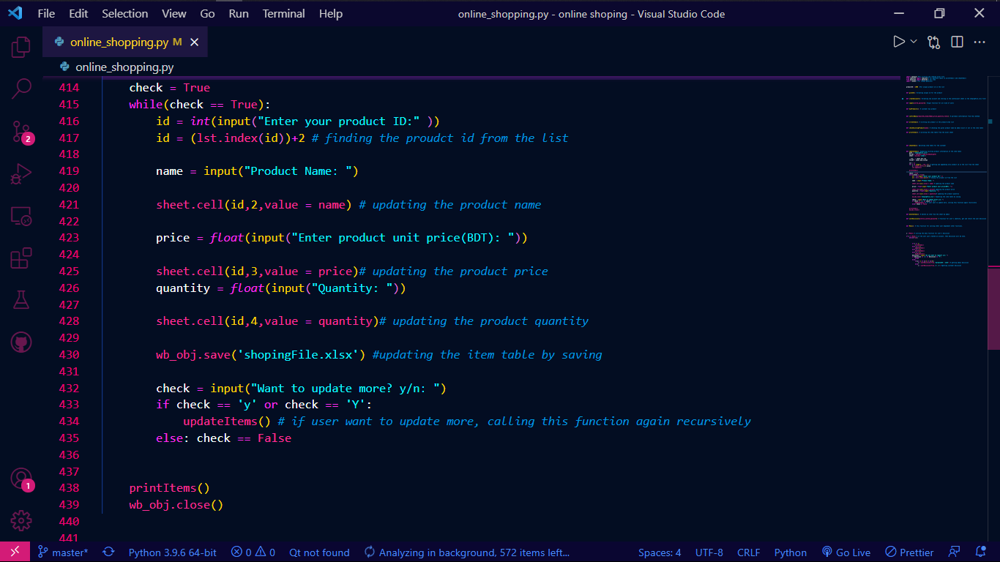 File Edit Selection View Go Run Terminal Help online_shopping.py - online shoping - Visual Studio Code
online_shopping.py M
online_shopping.py
414 check = True
415 while(check == True):
416 id = int(input("Enter your product ID:" ))
417 id = (lst.index(id))+2 # finding the proudct id from the list
418
419 name = input("Product Name: ")
420
421 sheet.cell(id,2,value = name) # updating the product name
422
423 price = float(input("Enter product unit price(BDT): "))
424
425 sheet.cell(id,3,value = price)# updating the product price
426 quantity = float(input("Quantity: "))
427
428 sheet.cell(id,4,value = quantity)# updating the product quantity
429
430 wb_obj.save('shopingFile.xlsx') #updating the item table by saving
431
432 check = input("Want to update more? y/n: ")
433 if check == 'y' or check == 'Y':
434 updateItems() # if user want to update more, calling this function again recursively
435 else: check == False
436
437
438 printItems()
439 wb_obj.close()
440
441
2
1
master* Python 3.9.6 64-bit 0 0 Qt not found Analyzing in background, 572 items left... Spaces: 4 UTF-8 CRLF Python Go Live Prettier